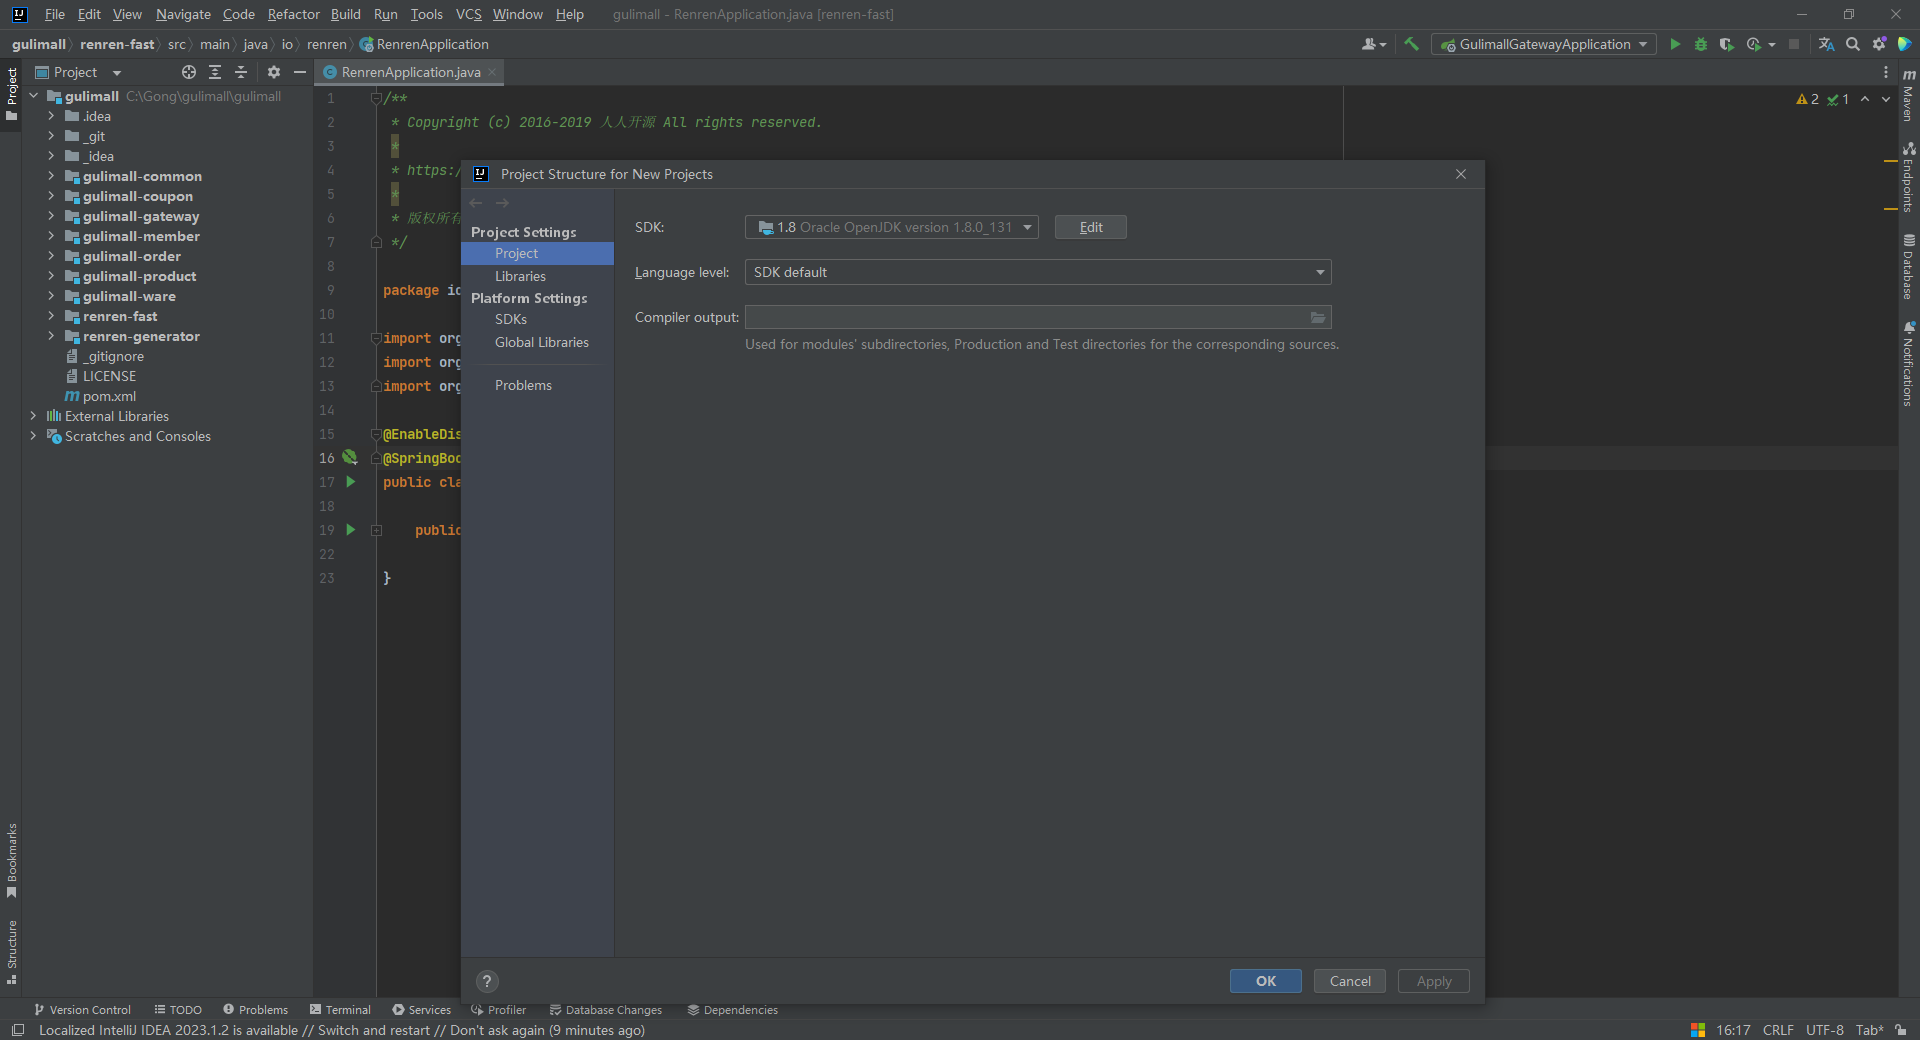 File Edit View Navigate Code Refactor Build Run Tools VCS Window Help gulimall - RenrenApplication.java [renren-fast]
gulimall renren-fast src main java io renren RenrenApplication GulimallGatewayApplication
Project RenrenApplication.java
gulimall C:\Gong\gulimall\gulimall
.idea
_git
_idea
gulimall-common
gulimall-coupon
gulimall-gateway
gulimall-member
gulimall-order
gulimall-product
gulimall-ware
renren-fast
renren-generator
_gitignore
LICENSE
pom.xml
External Libraries
Scratches and Consoles
Project
Bookmarks
Structure
1 /**
2 * Copyright (c) 2016-2019 人人开源 All rights reserved.
3 *
4 * https:/
5 *
6 * 版权所有
7 */
8
9 package io
10
11 import org
12 import org
13 import org
14
15 @EnableDis
16 @SpringBoo
17 public cla
18
19 public
22
23 }
2 1
Project Structure for New Projects
Project Settings
Project
Libraries
Platform Settings
SDKs
Global Libraries
Problems
SDK: 1.8 Oracle OpenJDK version 1.8.0_131 Edit
Language level: SDK default
Compiler output:
Used for modules' subdirectories, Production and Test directories for the corresponding sources.
? OK Cancel Apply
m Maven
Endpoints
Database
Notifications
Version Control TODO Problems Terminal Services Profiler Database Changes Dependencies
Localized IntelliJ IDEA 2023.1.2 is available // Switch and restart // Don't ask again (9 minutes ago) 16:17 CRLF UTF-8 Tab*